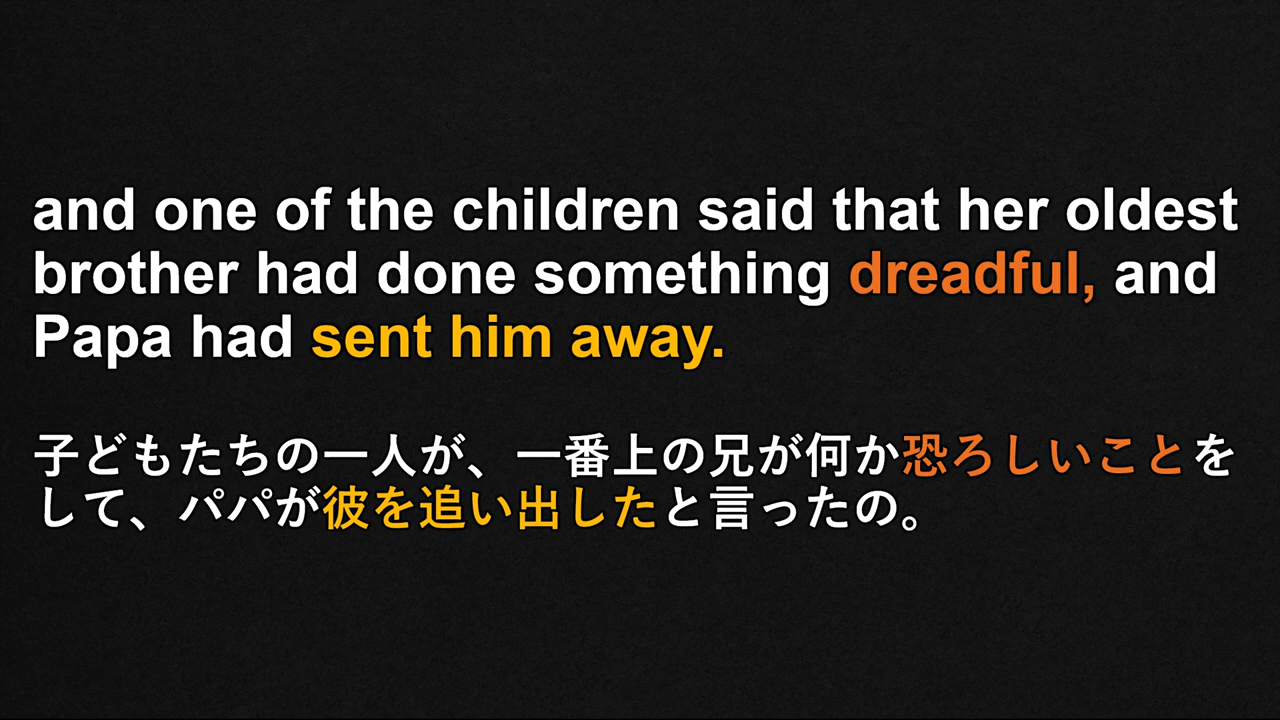 and one of the children said that her oldest
brother had done something dreadful, and
Papa had sent him away.
子どもたちの一人が、一番上の兄が何か恐ろしいことを
して、パパが彼を追い出したと言ったの。